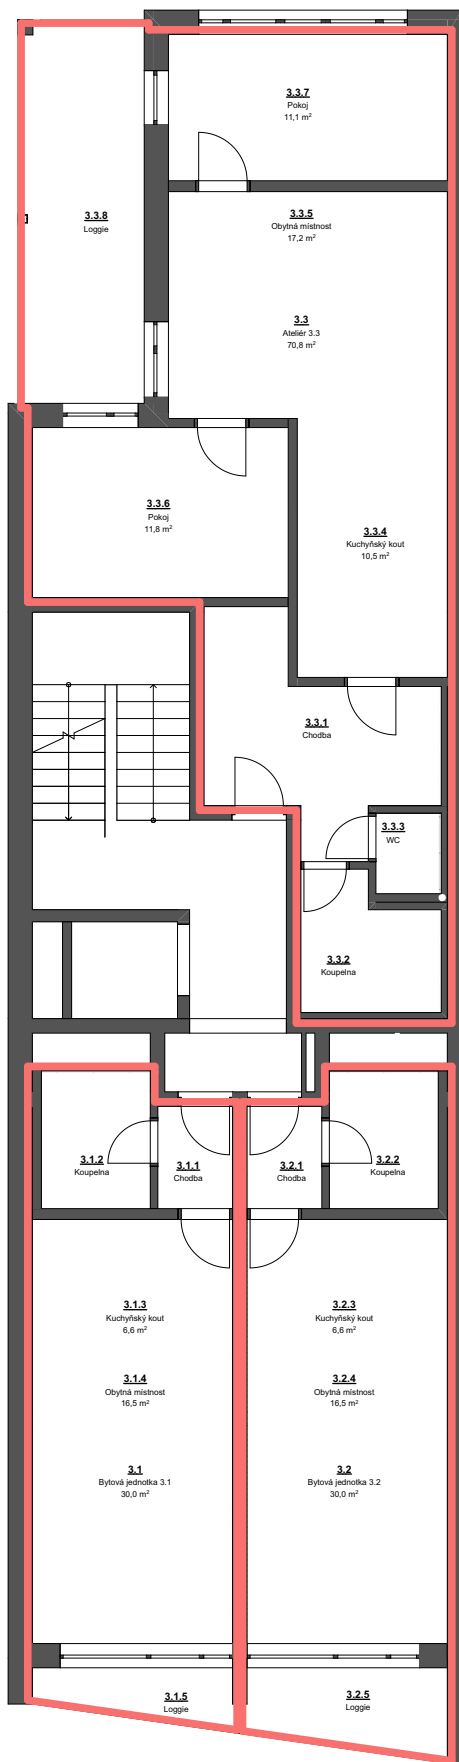 3.3.7
Pokoj
11,1 m²
3.3.8
Loggie
3.3.5
Obytná místnost
17,2 m²
3.3
Ateliér 3.3
70,8 m²
3.3.6
Pokoj
11,8 m²
3.3.4
Kuchyňský kout
10,5 m²
3.3.1
Chodba
3.3.3
WC
3.3.2
Koupelna
3.1.2
Koupelna
3.1.1
Chodba
3.2.1
Chodba
3.2.2
Koupelna
3.1.3
Kuchyňský kout
6,6 m²
3.2.3
Kuchyňský kout
6,6 m²
3.1.4
Obytná místnost
16,5 m²
3.2.4
Obytná místnost
16,5 m²
3.1
Bytová jednotka 3.1
30,0 m²
3.2
Bytová jednotka 3.2
30,0 m²
3.1.5
Loggie
3.2.5
Loggie